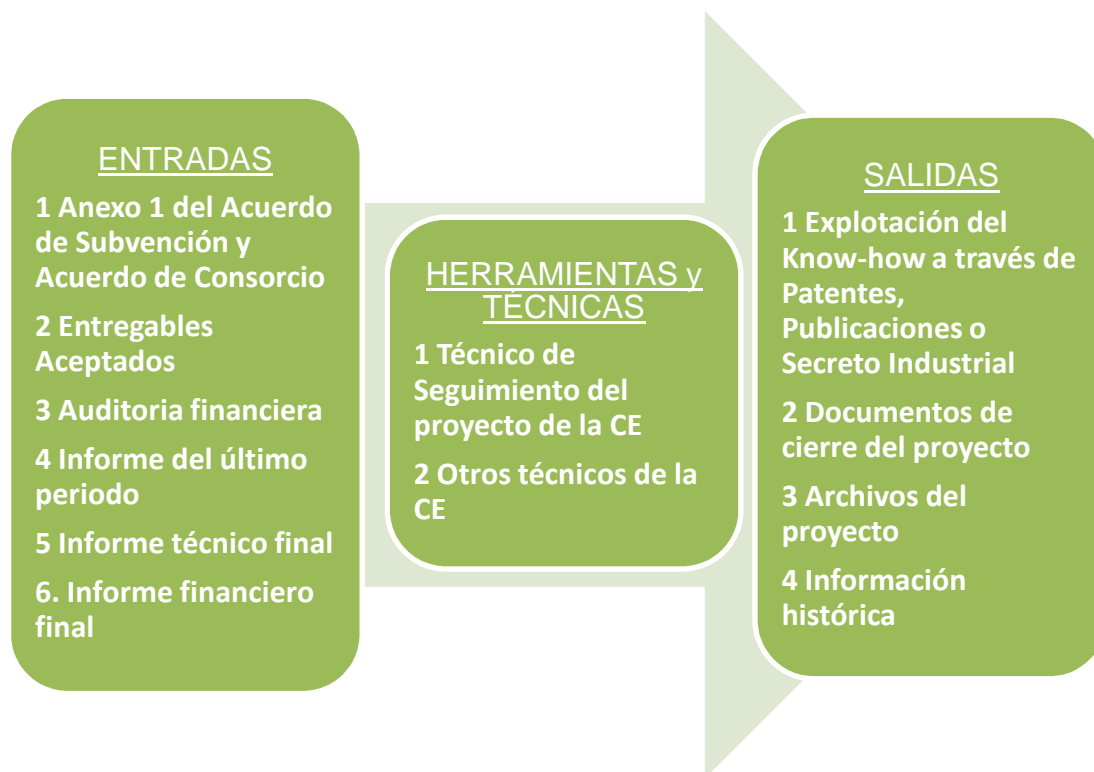 ENTRADAS
1 Anexo 1 del Acuerdo
de Subvención y
Acuerdo de Consorcio
2 Entregables
Aceptados
3 Auditoria financiera
4 Informe del último
periodo
5 Informe técnico final
6. Informe financiero
final
HERRAMIENTAS y
TÉCNICAS
1 Técnico de
Seguimiento del
proyecto de la CE
2 Otros técnicos de la
CE
SALIDAS
1 Explotación del
Know-how a través de
Patentes,
Publicaciones o
Secreto Industrial
2 Documentos de
cierre del proyecto
3 Archivos del
proyecto
4 Información
histórica